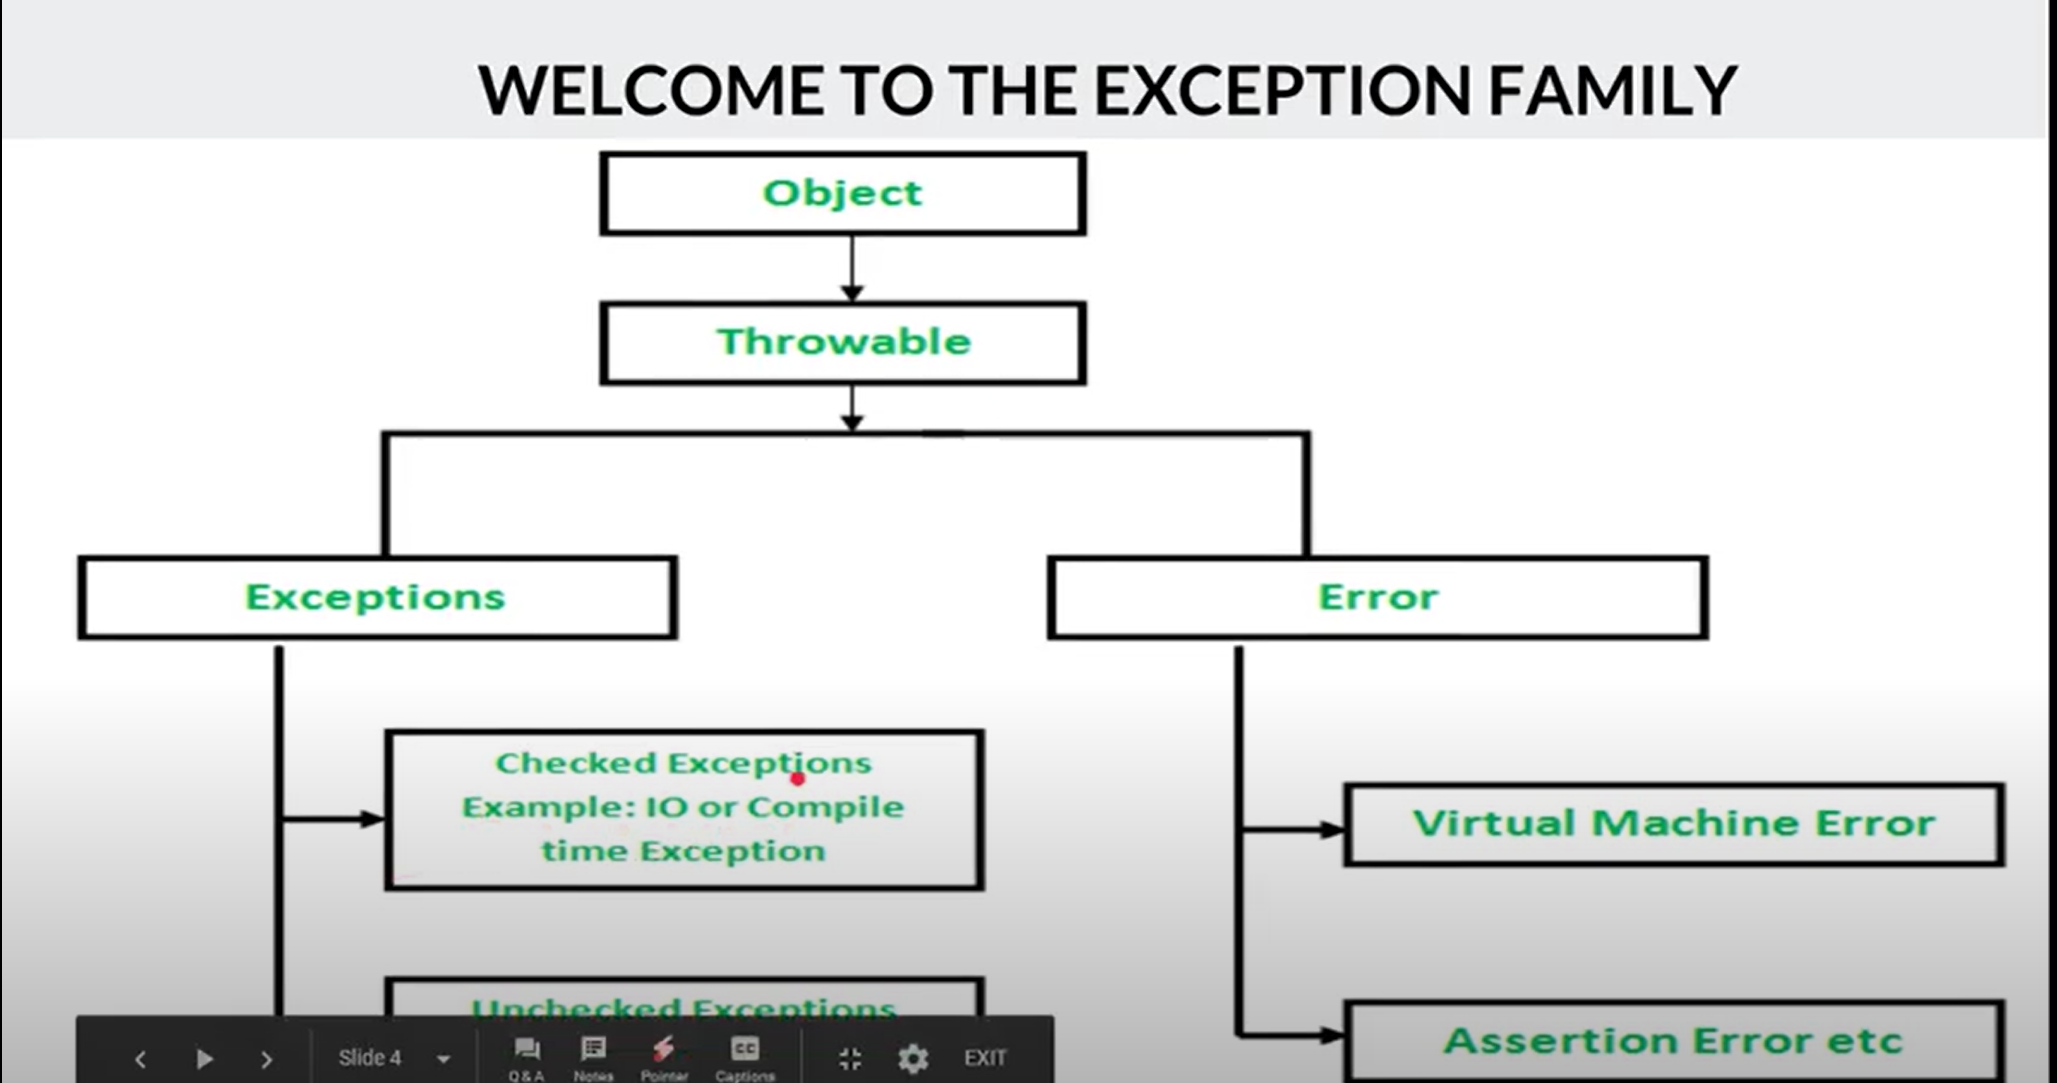 WELCOME TO THE EXCEPTION FAMILY
Object
Throwable
Exceptions
Error
Checked Exceptions
Example: IO or Compile
time Exception
Virtual Machine Error
Unchecked Exceptions
Assertion Error etc
Slide 4
Q & A
Notes
Pointer
CC
Captions
EXIT